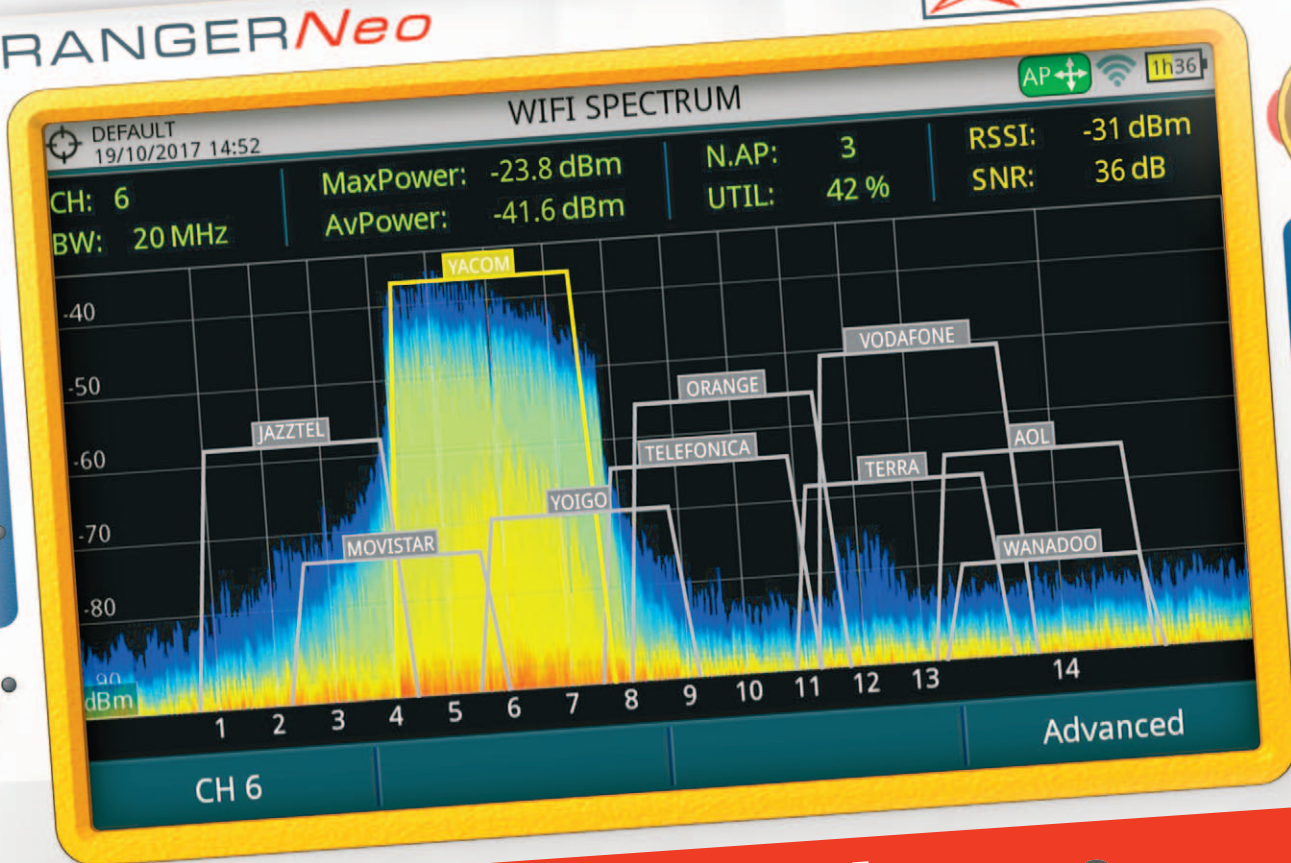 RANGERNeo
DEFAULT
19/10/2017 14:52
WIFI SPECTRUM
AP
1h36
CH: 6
BW: 20 MHz
MaxPower: -23.8 dBm
AvPower: -41.6 dBm
N.AP: 3
UTIL: 42 %
RSSI: -31 dBm
SNR: 36 dB
YACOM
VODAFONE
ORANGE
JAZZTEL
TELEFONICA
AOL
TERRA
YOIGO
MOVISTAR
WANADOO
-40
-50
-60
-70
-80
-90
dBm
1 2 3 4 5 6 7 8 9 10 11 12 13 14
CH 6
Advanced